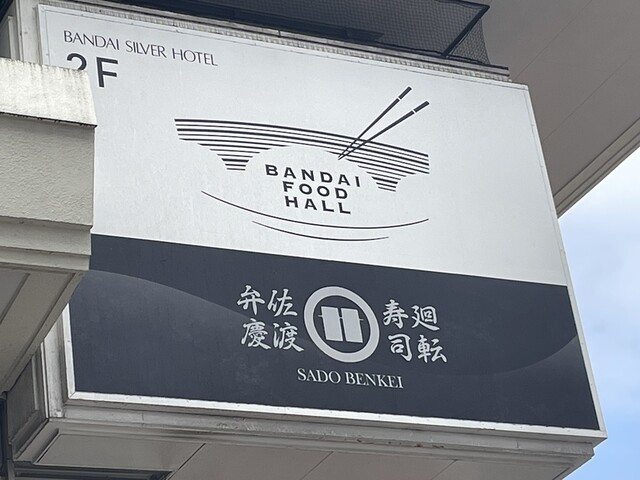 BANDAI SILVER HOTEL
2F
BANDAI
FOOD
HALL
廻転
寿司
佐渡
弁慶
SADO BENKEI